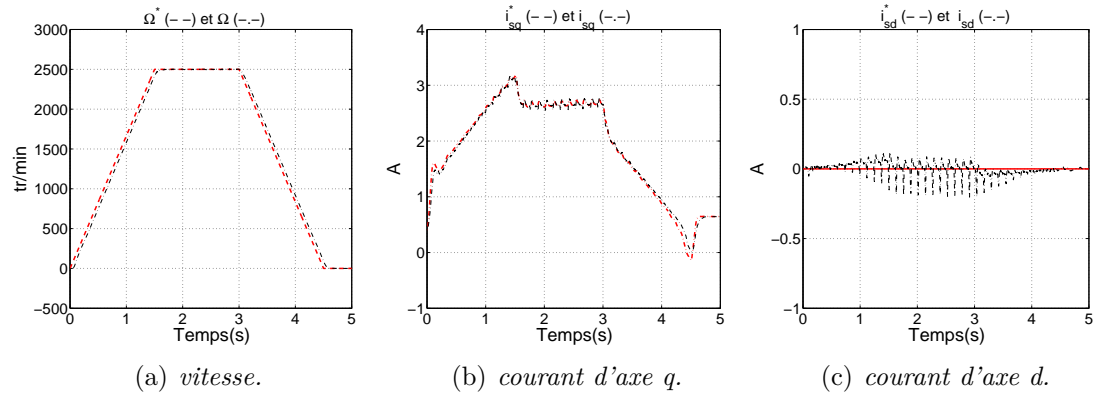 Ω* (− −) et Ω (−.−)
3000
2500
2000
1500
1000
500
0
−500
tr/min
0 1 2 3 4 5
Temps(s)
(a) vitesse.
i*sq (− −) et isq (−.−)
4
3
2
1
0
−1
A
0 1 2 3 4 5
Temps(s)
(b) courant d'axe q.
i*sd (− −) et isd (−.−)
1
0.5
0
−0.5
−1
A
0 1 2 3 4 5
Temps(s)
(c) courant d'axe d.